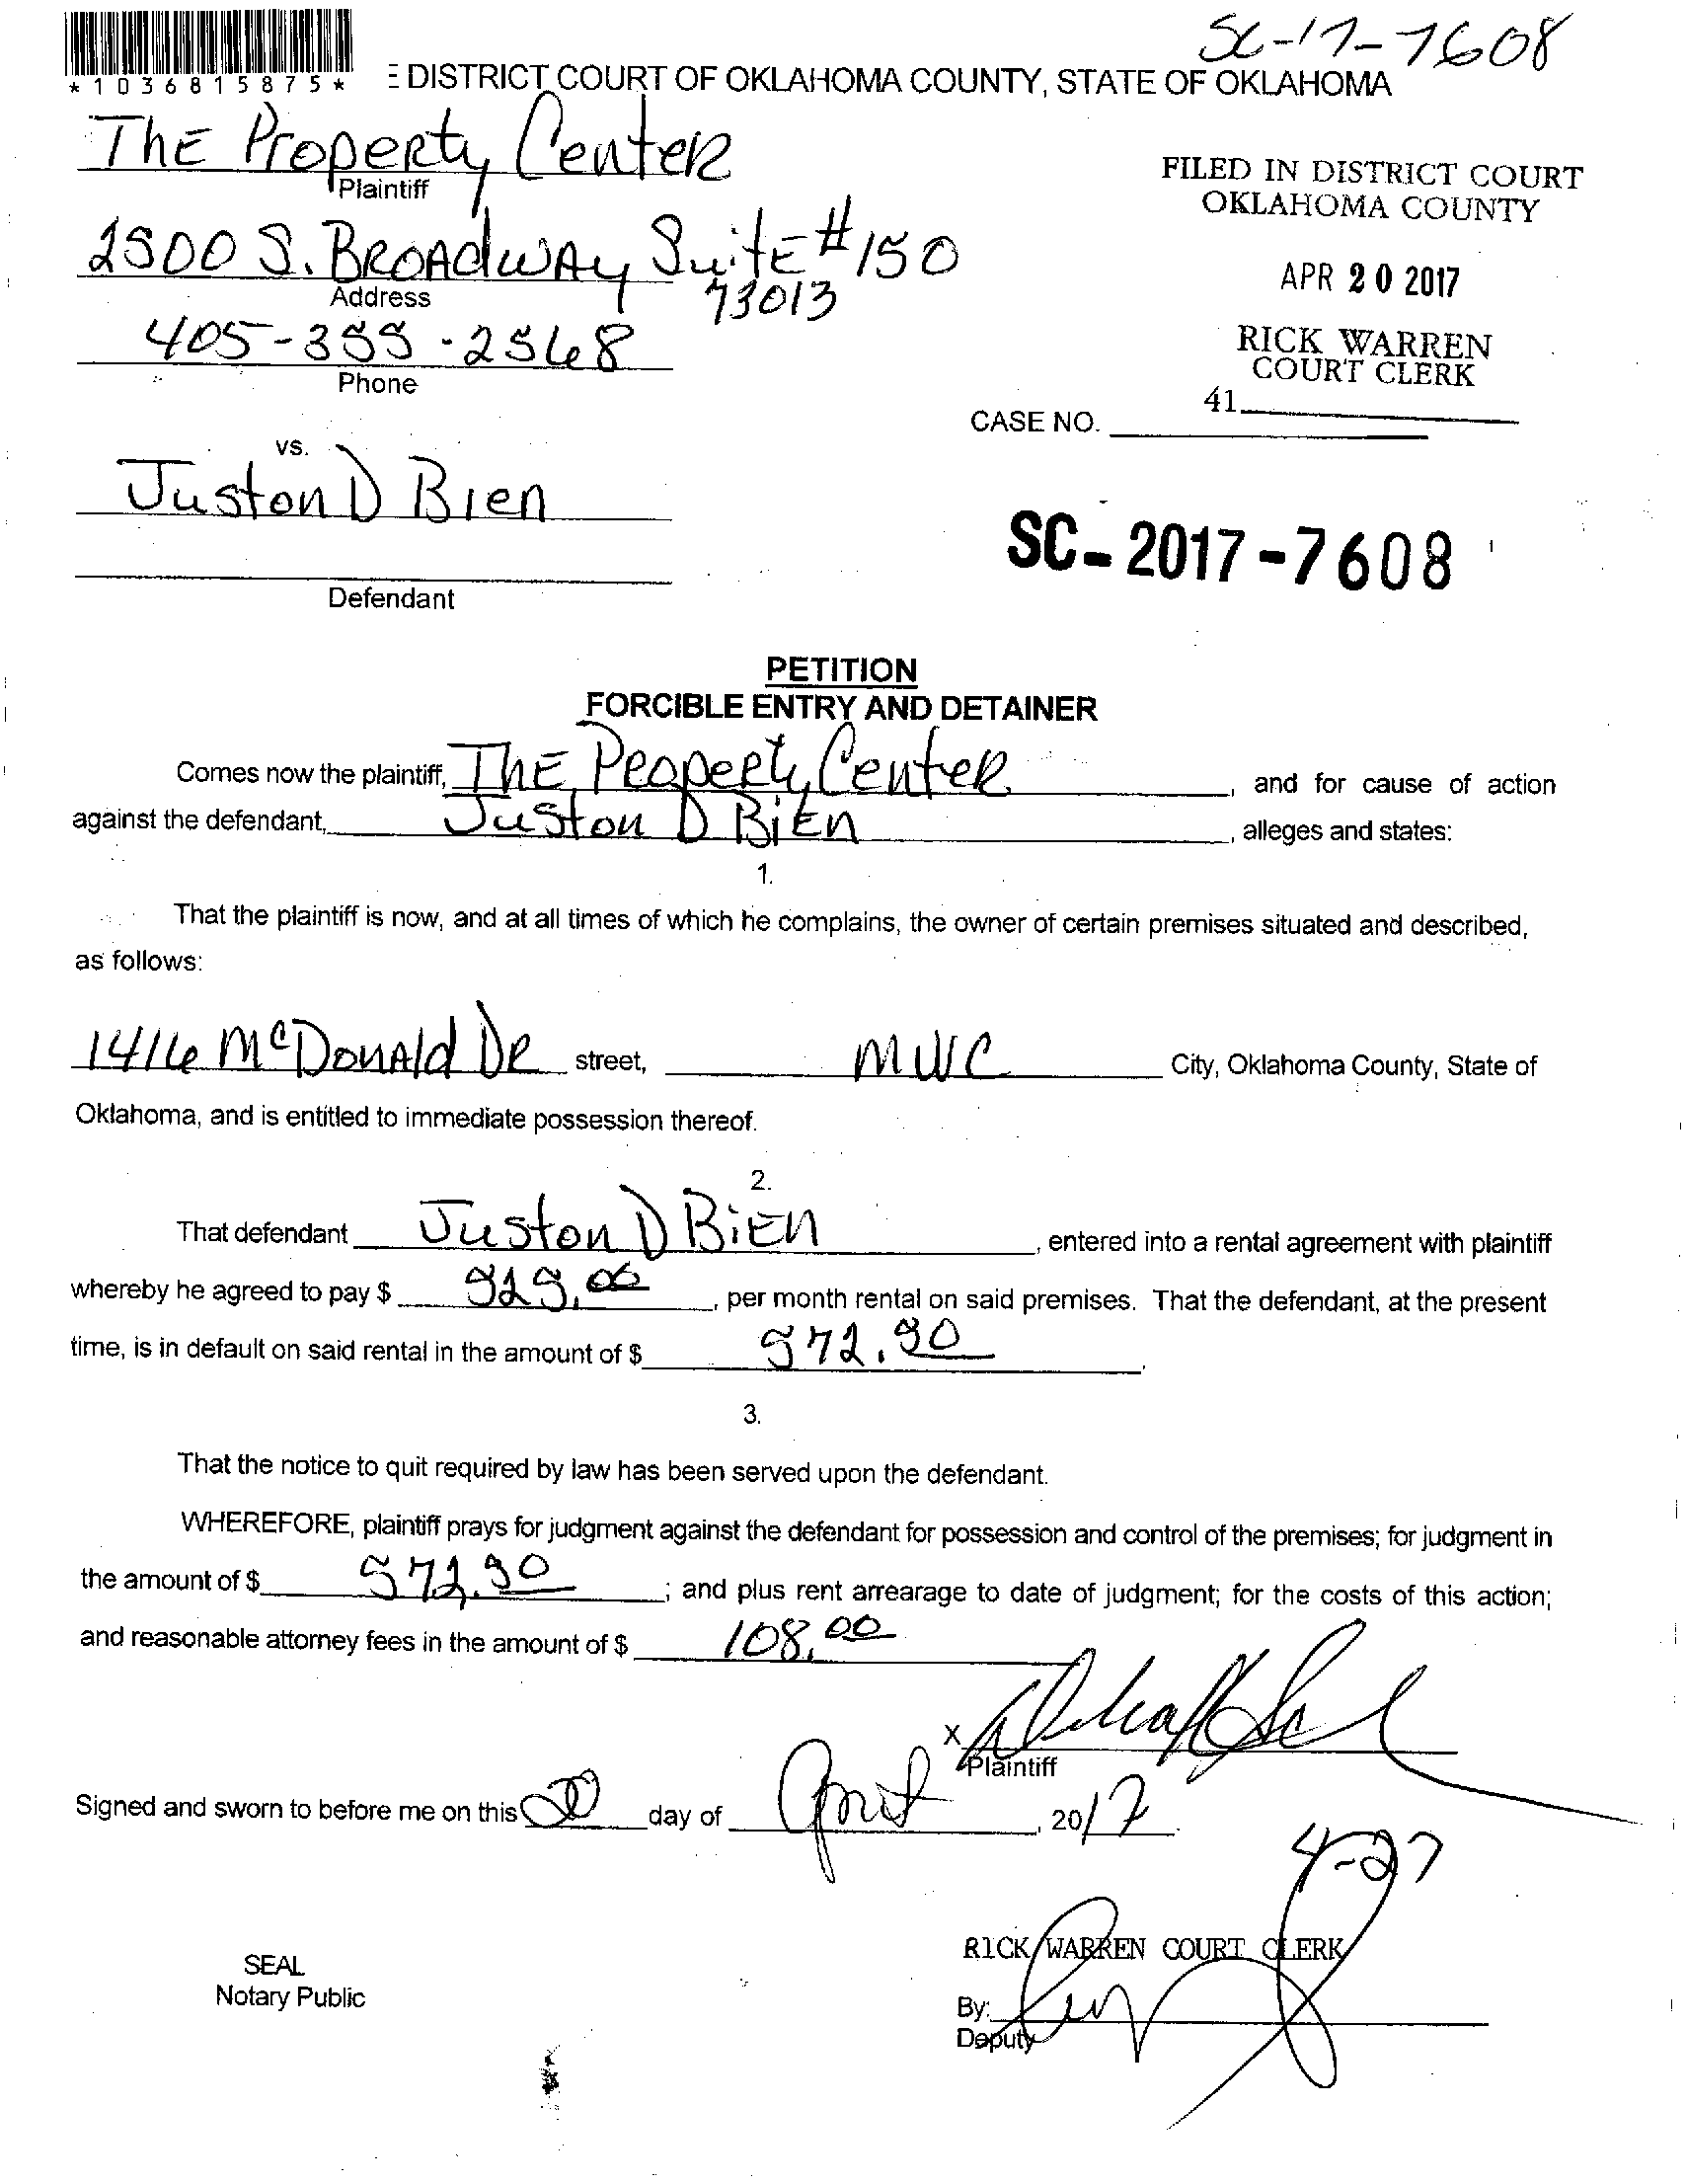 SC-17-7608
*1036815875*
E DISTRICT COURT OF OKLAHOMA COUNTY, STATE OF OKLAHOMA
ThE Property Center
Plaintiff
FILED IN DISTRICT COURT
OKLAHOMA COUNTY
2500 S. BROADWAY SuitE #150
73013
Address
APR 20 2017
405-359-2568
Phone
RICK WARREN
COURT CLERK
41
CASE NO.
vs.
Juston D Bien
SC-2017-7608
Defendant
PETITION
FORCIBLE ENTRY AND DETAINER
Comes now the plaintiff, ThE Property Center, and for cause of action
against the defendant, Juston D BiEn, alleges and states:
1.
That the plaintiff is now, and at all times of which he complains, the owner of certain premises situated and described,
as follows:
1416 McDonald DR street, MWC City, Oklahoma County, State of
Oklahoma, and is entitled to immediate possession thereof.
2.
That defendant Juston D BiEn, entered into a rental agreement with plaintiff
whereby he agreed to pay $ , per month rental on said premises. That the defendant, at the present
time, is in default on said rental in the amount of $ .
3.
That the notice to quit required by law has been served upon the defendant.
WHEREFORE, plaintiff prays for judgment against the defendant for possession and control of the premises; for judgment in
the amount of $ ; and plus rent arrearage to date of judgment; for the costs of this action;
and reasonable attorney fees in the amount of $ 108.00
X
Plaintiff
Signed and sworn to before me on this 20 day of April, 2017
4-27
RICK WARREN COURT CLERK
SEAL
Notary Public
By:
Deputy